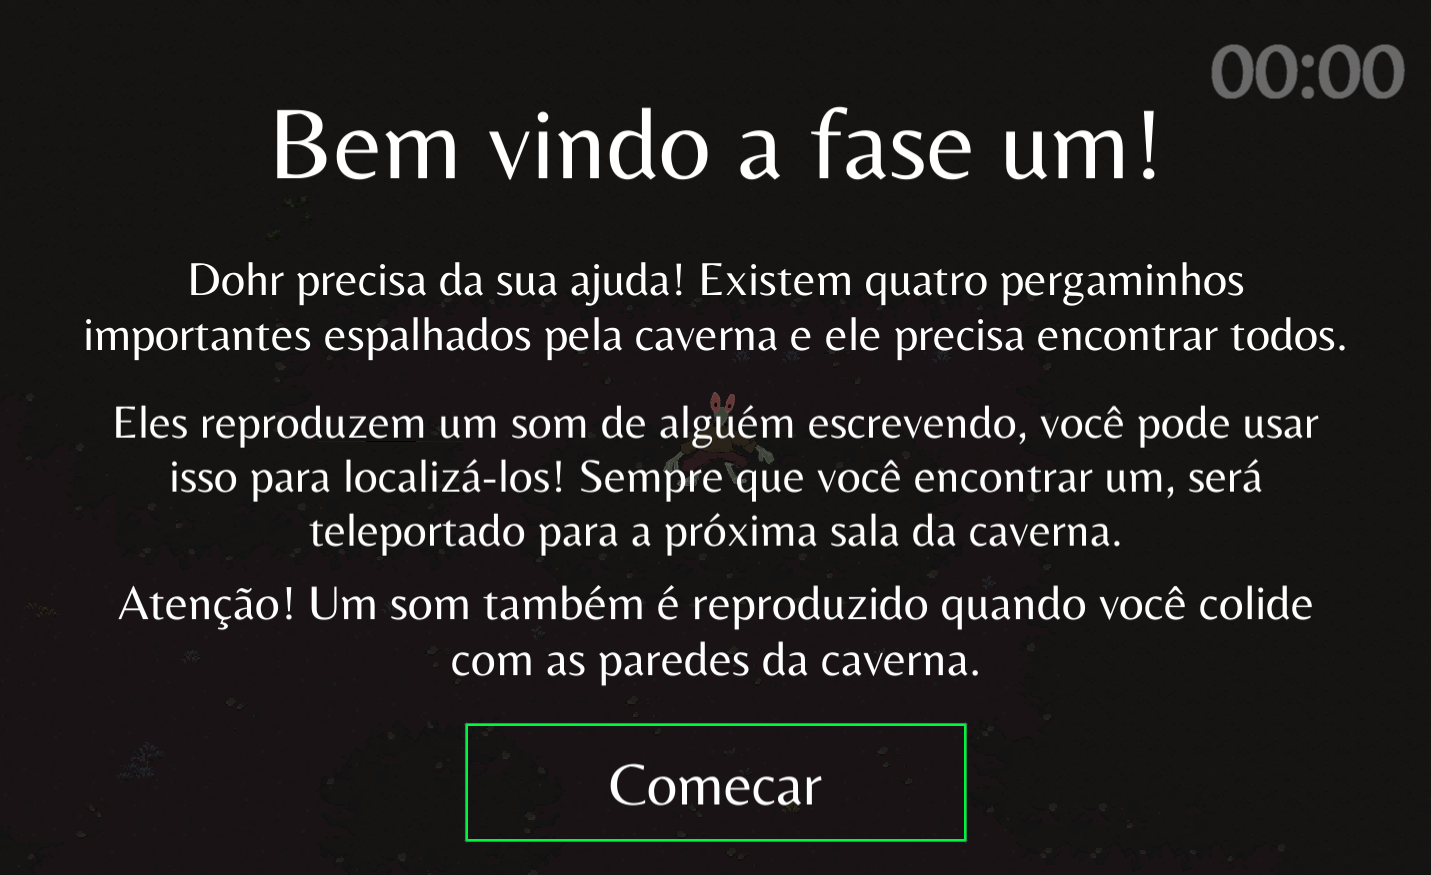 00:00
Bem vindo a fase um!
Dohr precisa da sua ajuda! Existem quatro pergaminhos
importantes espalhados pela caverna e ele precisa encontrar todos.
Eles reproduzem um som de alguém escrevendo, você pode usar
isso para localizá-los! Sempre que você encontrar um, será
teleportado para a próxima sala da caverna.
Atenção! Um som também é reproduzido quando você colide
com as paredes da caverna.
Comecar